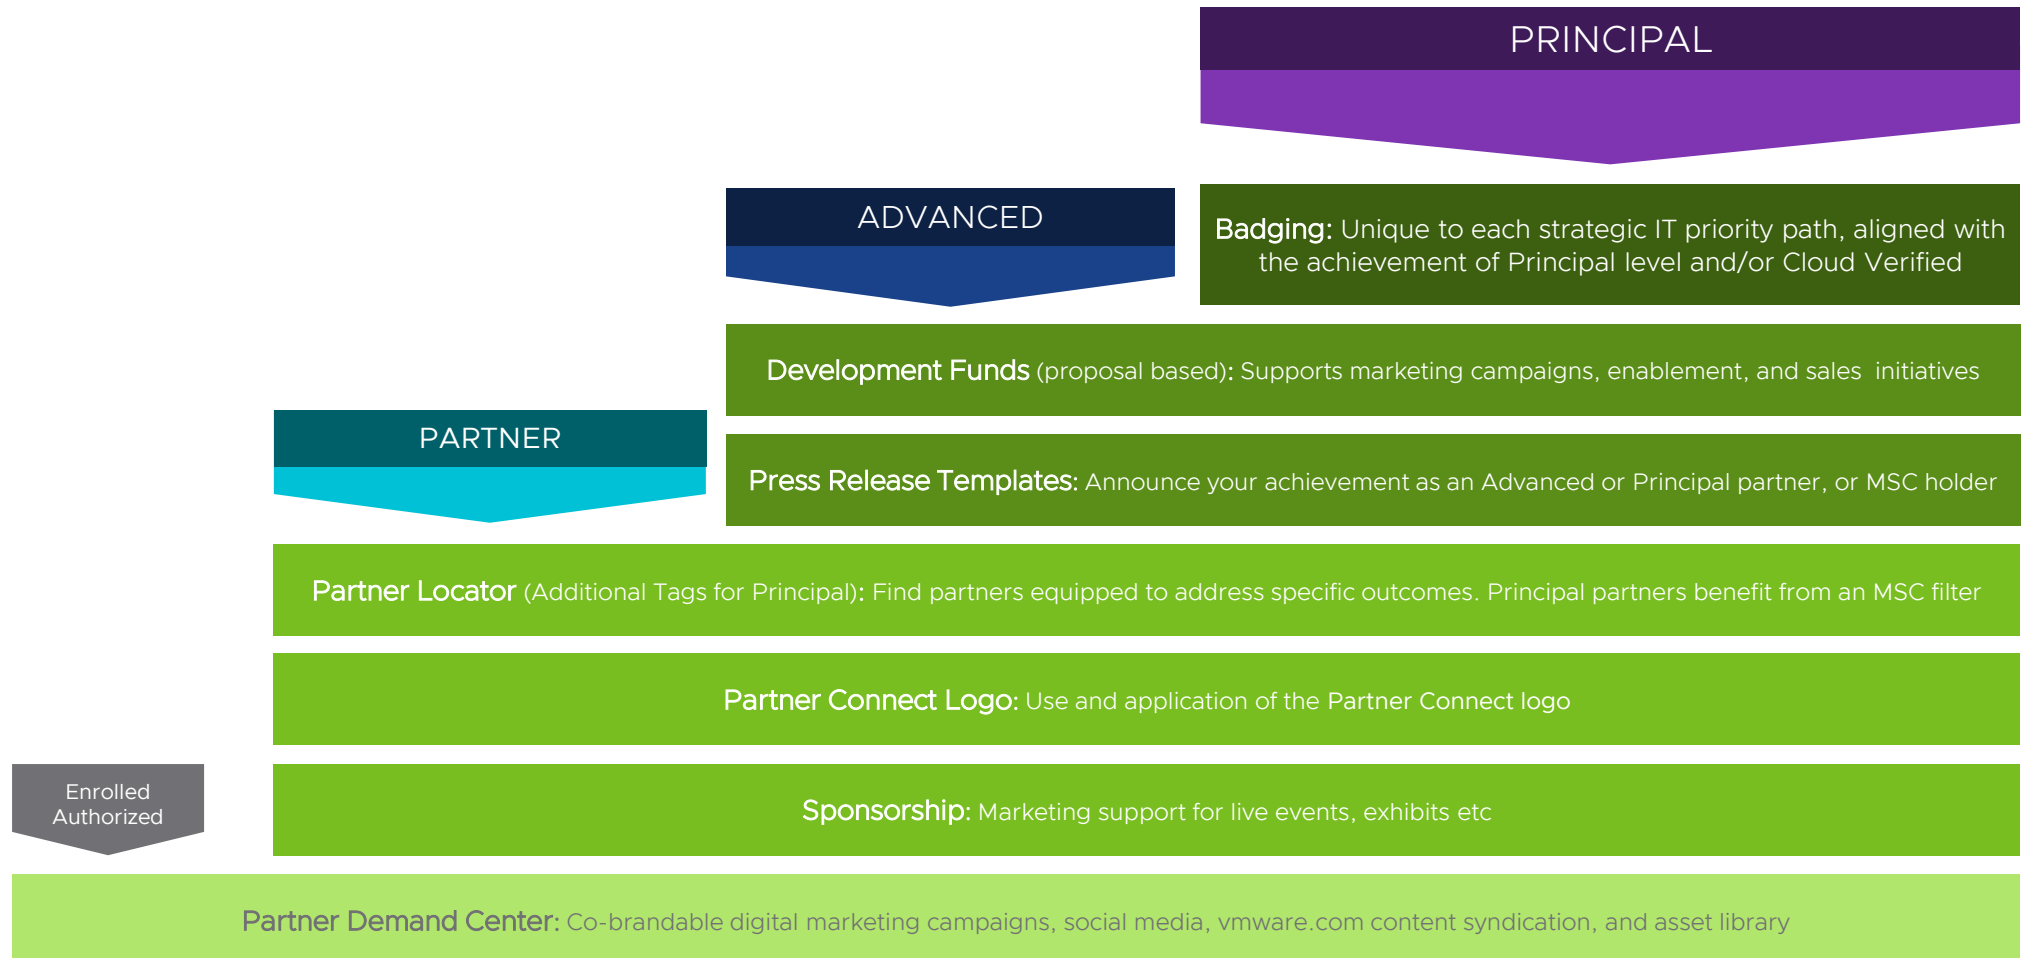 PRINCIPAL
ADVANCED
Badging: Unique to each strategic IT priority path, aligned with
the achievement of Principal level and/or Cloud Verified
Development Funds (proposal based): Supports marketing campaigns, enablement, and sales  initiatives
PARTNER
Press Release Templates: Announce your achievement as an Advanced or Principal partner, or MSC holder
Partner Locator (Additional Tags for Principal): Find partners equipped to address specific outcomes. Principal partners benefit from an MSC filter
Partner Connect Logo: Use and application of the Partner Connect logo
Enrolled
Authorized
Sponsorship: Marketing support for live events, exhibits etc
Partner Demand Center: Co-brandable digital marketing campaigns, social media, vmware.com content syndication, and asset library